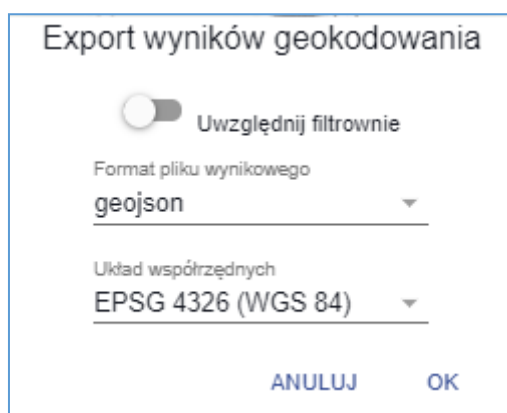 Export wyników geokodowania
Uwzględnij filtrownie
Format pliku wynikowego
geojson
Układ współrzędnych
EPSG 4326 (WGS 84)
ANULUJ OK